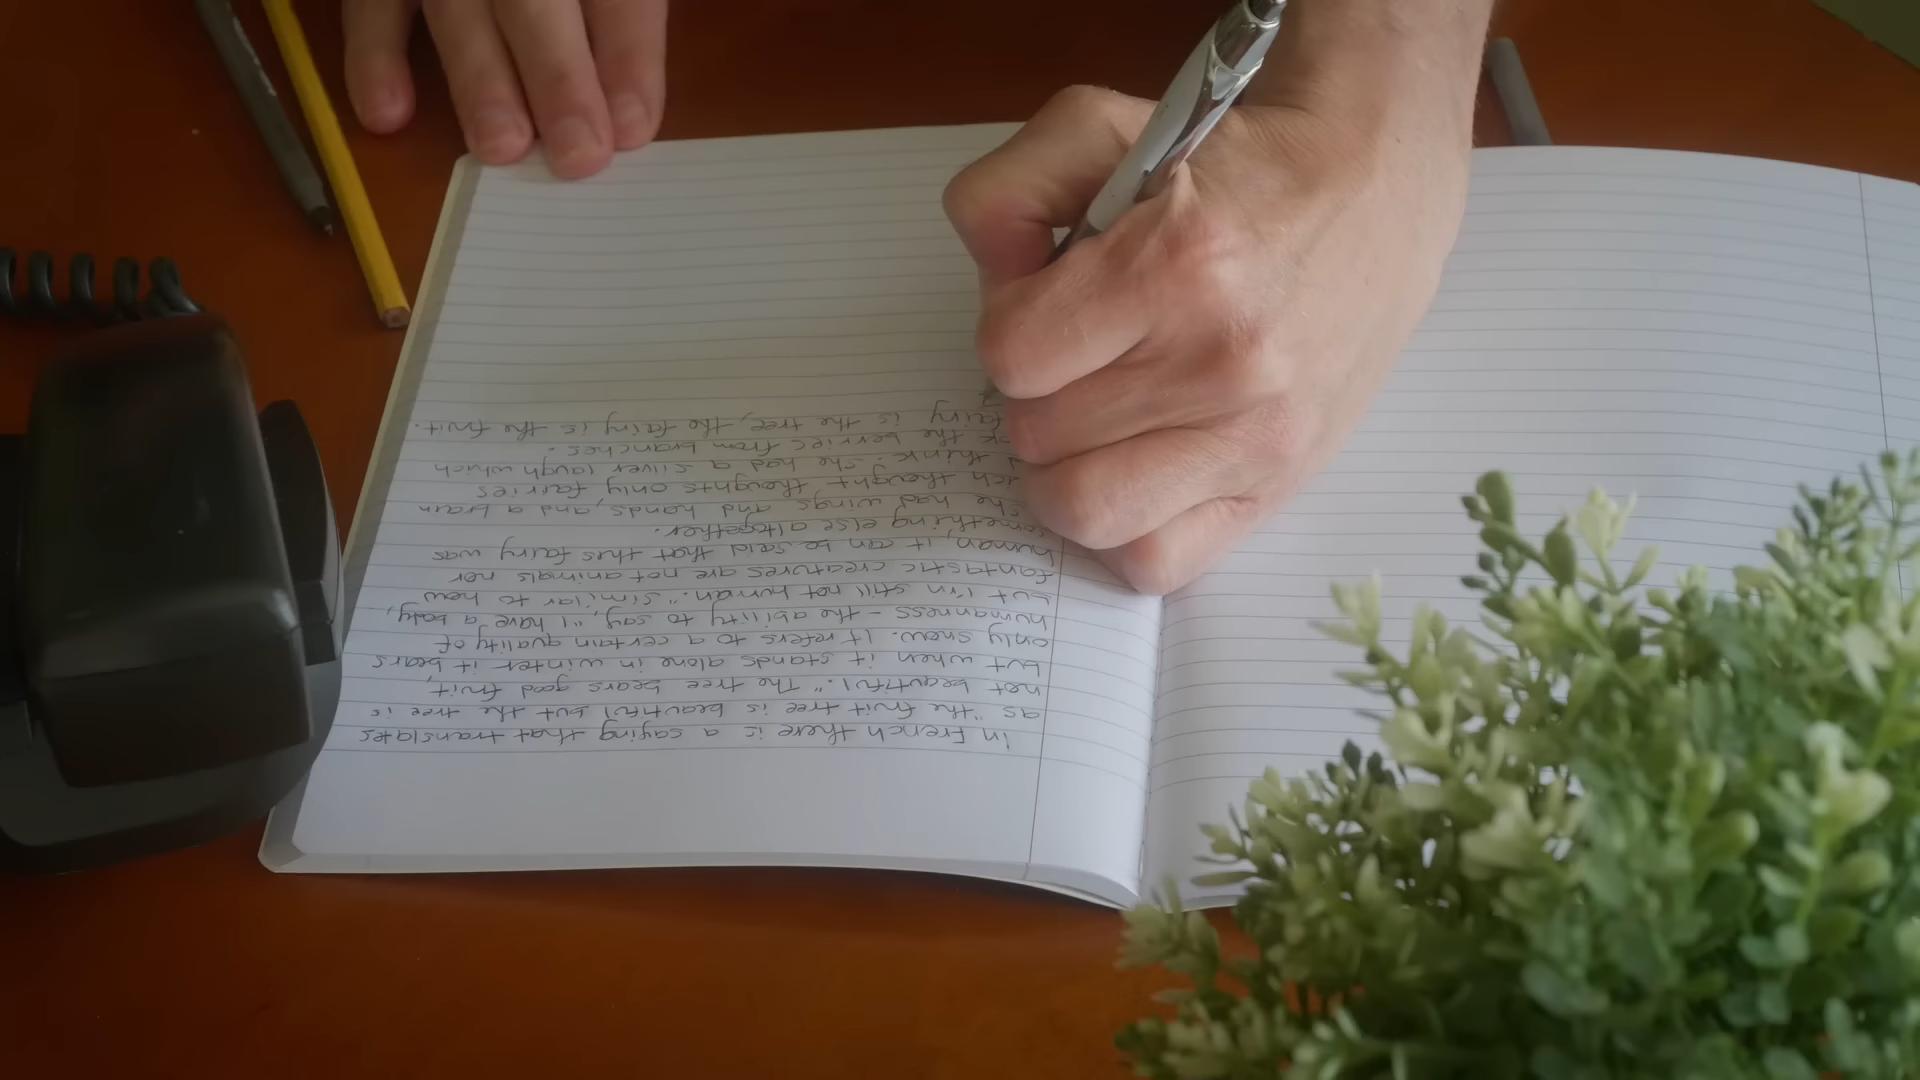 In French there is a saying that translates
as "the fruit tree is beautiful but the tree is
not beautiful." The tree bears good fruit,
but when it stands alone in winter it bears
only snow. It refers to a certain quality of
humanness - the ability to say, "I have a body,
but I'm still not human." Similar to how
fantastic creatures are not animals nor
human, it can be said that this fairy was
something else altogether.
She had wings and hands, and a brain
thought thoughts only fairies
think. She had a silver laugh which
the berries from branches.
fairy is the tree, the fairy is the fruit.